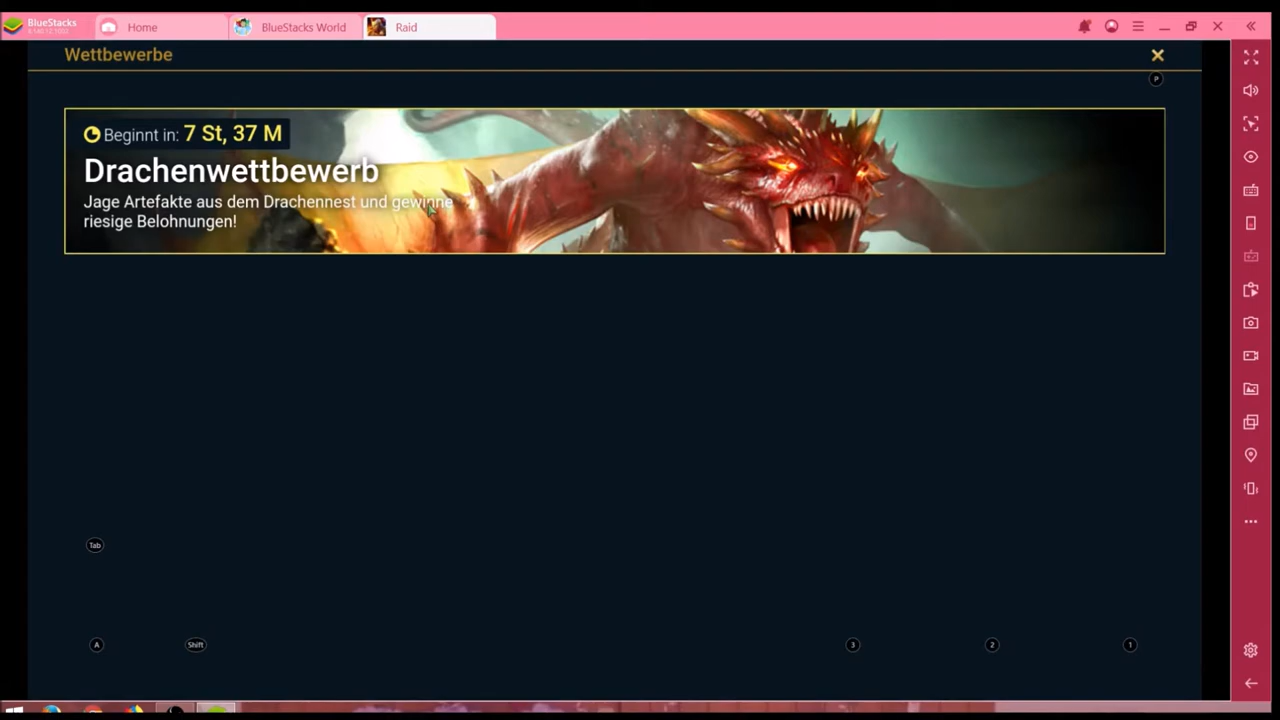 BlueStacks
Home
BlueStacks World
Raid
Wettbewerbe
P
Beginnt in: 7 St, 37 M
Drachenwettbewerb
Jage Artefakte aus dem Drachennest und gewinne
riesige Belohnungen!
Tab
A
Shift
3
2
1